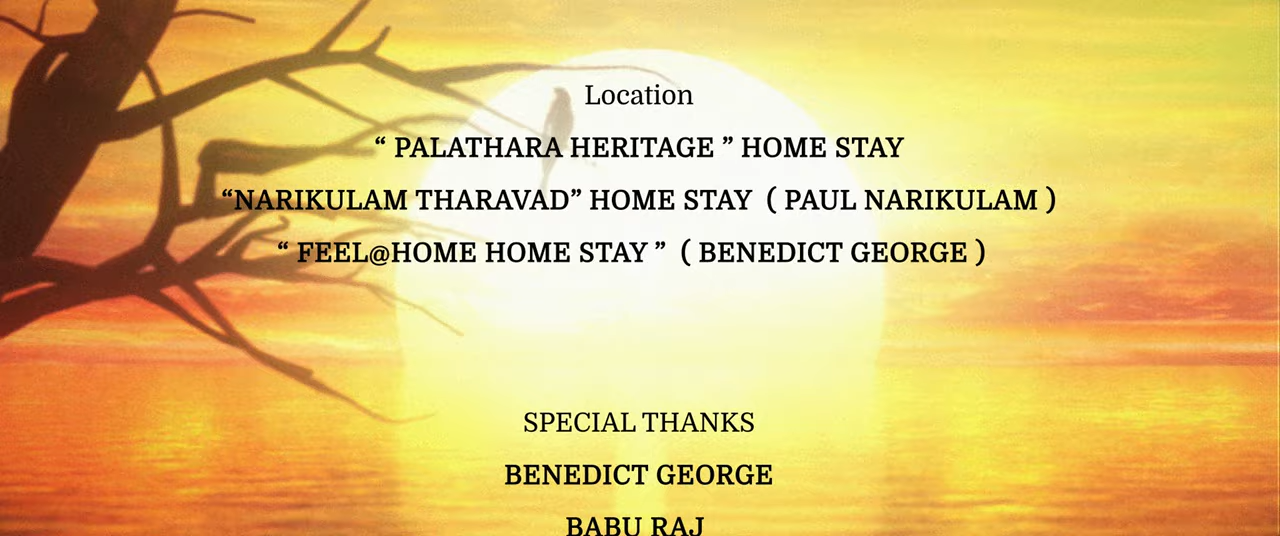 Location
“ PALATHARA HERITAGE ” HOME STAY
“NARIKULAM THARAVAD” HOME STAY ( PAUL NARIKULAM )
“ FEEL@HOME HOME STAY ” ( BENEDICT GEORGE )
SPECIAL THANKS
BENEDICT GEORGE
BABU RAJ